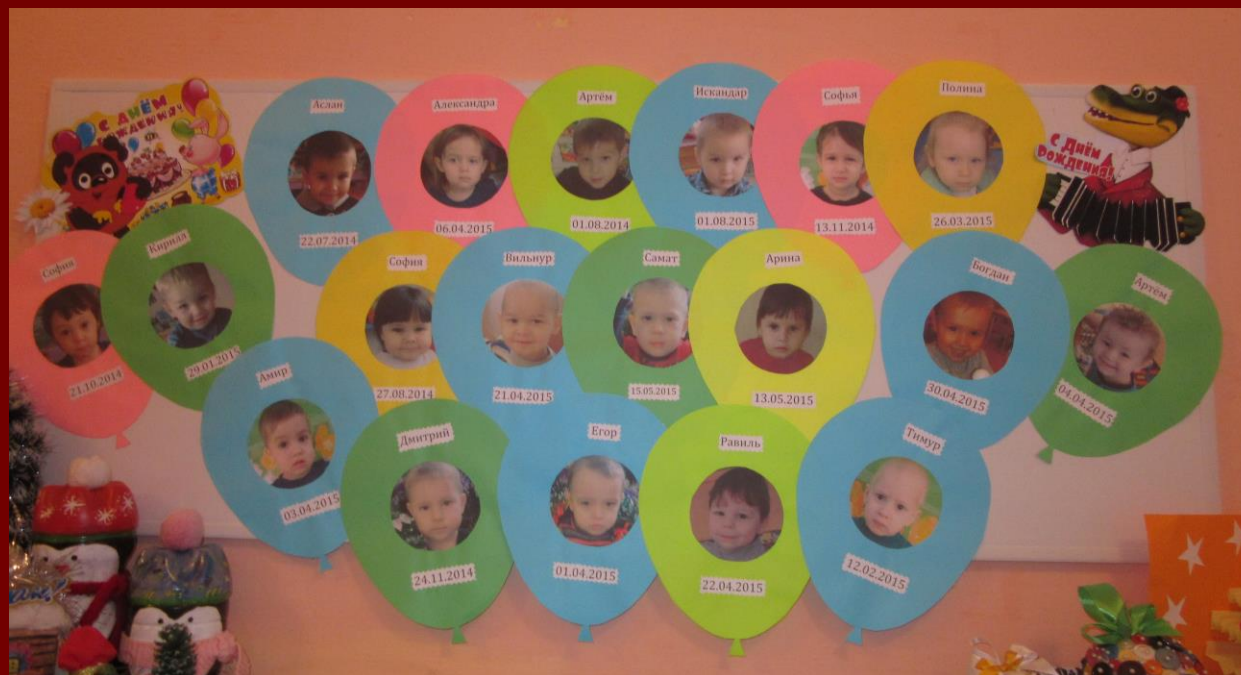 С ДНЁМ
РОЖДЕНИЯ!
Аслан
22.07.2014
Александра
06.04.2015
Артём
01.08.2014
Искандар
01.08.2015
Софья
13.11.2014
Полина
26.03.2015
С Днём
рождения!
София
21.10.2014
Кирилл
29.01.2015
София
27.08.2014
Вильнур
21.04.2015
Самат
15.05.2015
Арина
13.05.2015
Богдан
30.04.2015
Артём
04.04.2015
Амир
03.04.2015
Дмитрий
24.11.2014
Егор
01.04.2015
Равиль
22.04.2015
Тимур
12.02.2015